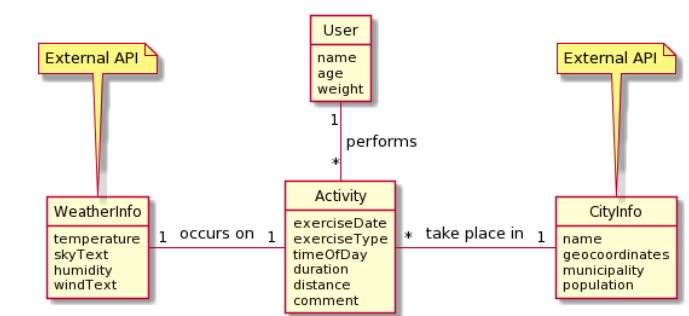 User
name
age
weight
External API
External API
1
performs
*
WeatherInfo
temperature
skyText
humidity
windText
1 occurs on 1
Activity
exerciseDate
exerciseType
timeOfDay
duration
distance
comment
* take place in 1
CityInfo
name
geocoordinates
municipality
population